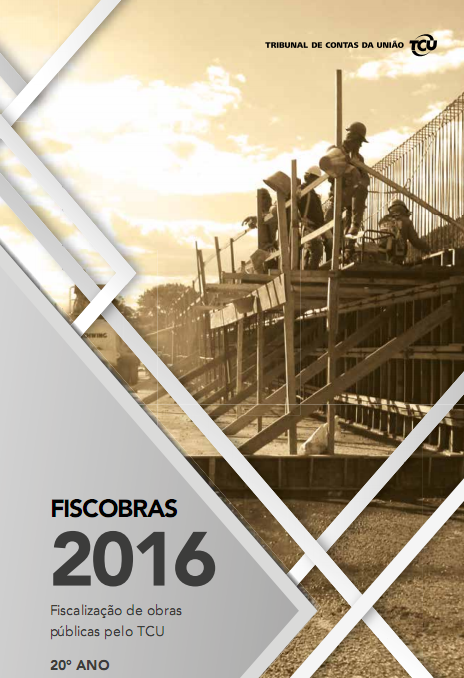 TRIBUNAL DE CONTAS DA UNIÃO TCU
FISCOBRAS
2016
Fiscalização de obras
públicas pelo TCU
20º ANO